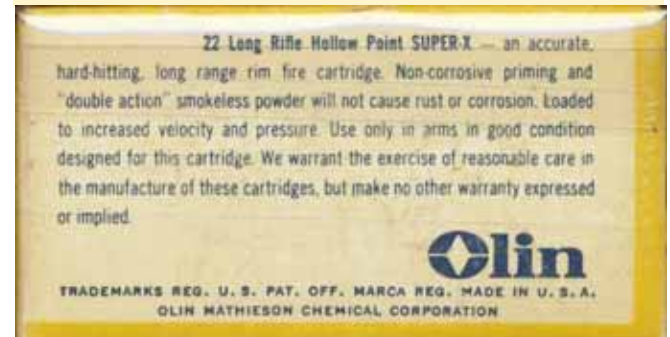 22 Long Rifle Hollow Point SUPER-X — an accurate,
hard-hitting, long range rim fire cartridge. Non-corrosive priming and
"double action" smokeless powder will not cause rust or corrosion. Loaded
to increased velocity and pressure. Use only in arms in good condition
designed for this cartridge. We warrant the exercise of reasonable care in
the manufacture of these cartridges, but make no other warranty expressed
or implied.
Olin
TRADEMARKS REG. U. S. PAT. OFF. MARCA REG. MADE IN U. S. A.
OLIN MATHIESON CHEMICAL CORPORATION